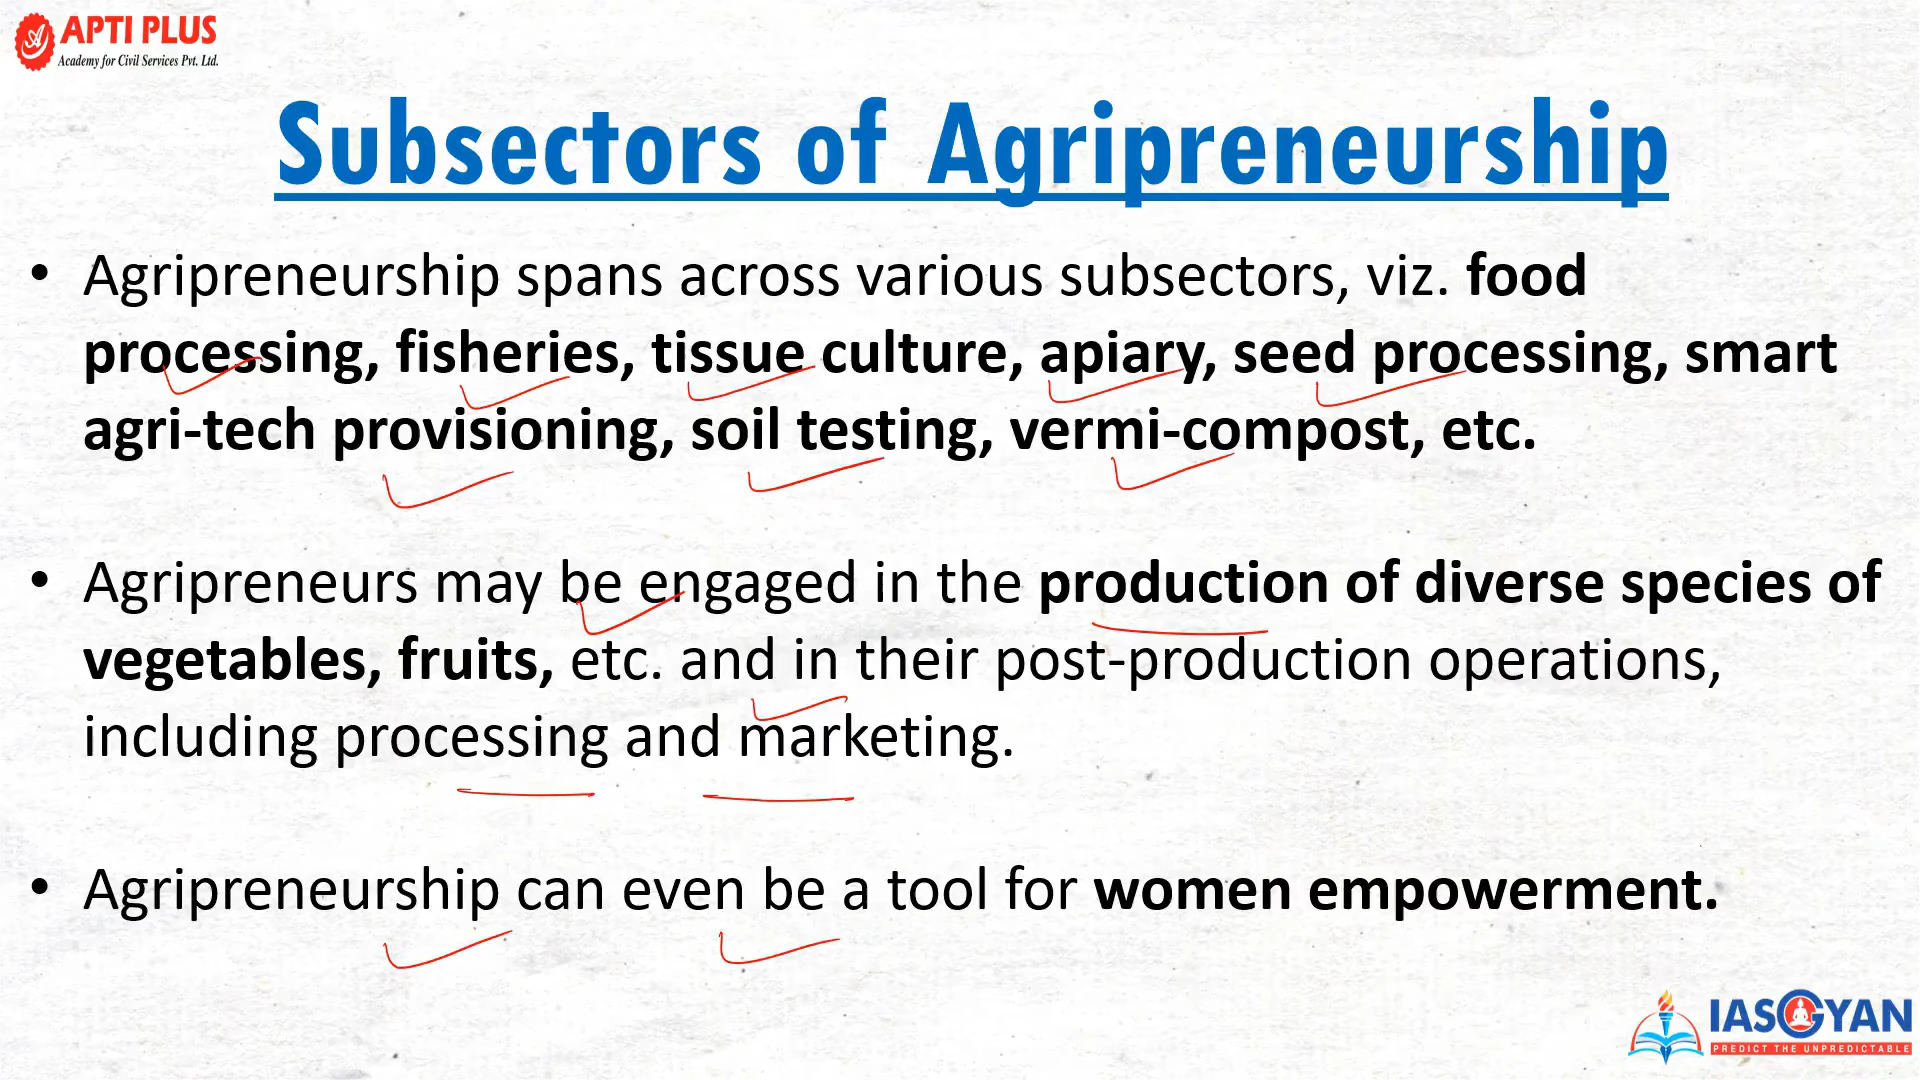 APTI PLUS
Academy for Civil Services Pvt. Ltd.
Subsectors of Agripreneurship
• Agripreneurship spans across various subsectors, viz. food
processing, fisheries, tissue culture, apiary, seed processing, smart
agri-tech provisioning, soil testing, vermi-compost, etc.
• Agripreneurs may be engaged in the production of diverse species of
vegetables, fruits, etc. and in their post-production operations,
including processing and marketing.
• Agripreneurship can even be a tool for women empowerment.
IASGYAN
PREDICT THE UNPREDICTABLE